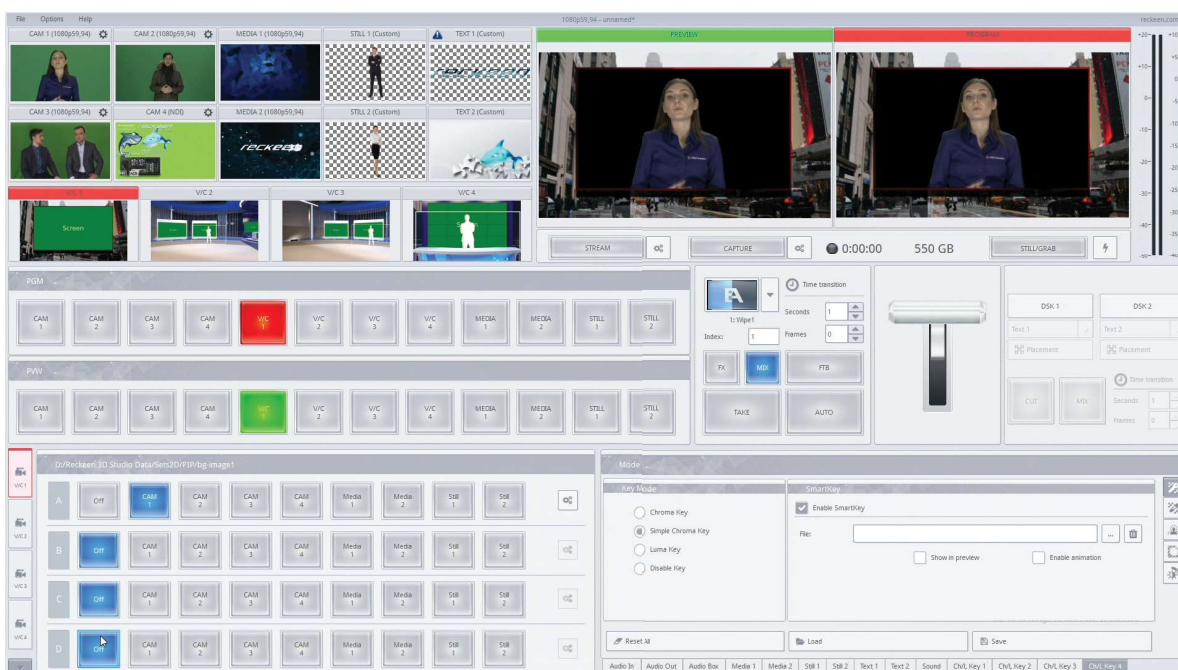 File Options Help 1080p59,94 – unnamed* reckeen.com
CAM 1 (1080p59,94) CAM 2 (1080p59,94) MEDIA 1 (1080p59,94) STILL 1 (Custom) TEXT 1 (Custom) PREVIEW PROGRAM
reckeen
CAM 3 (1080p59,94) CAM 4 (NDI) MEDIA 2 (1080p59,94) STILL 2 (Custom) TEXT 2 (Custom)
reckeen
V/C 1 V/C 2 V/C 3 V/C 4
Screen
STREAM CAPTURE 0:00:00 550 GB STILL/GRAB
PGM
CAM 1 CAM 2 CAM 3 CAM 4 V/C 1 V/C 2 V/C 3 V/C 4 MEDIA 1 MEDIA 2 STILL 1 STILL 2
PVW
CAM 1 CAM 2 CAM 3 CAM 4 V/C 1 V/C 2 V/C 3 V/C 4 MEDIA 1 MEDIA 2 STILL 1 STILL 2
Time transition
1: Wipe1
Seconds 1
Index: 1 Frames 0
FX MIX FTB
TAKE AUTO
DSK 1 DSK 2
Text 1 Text 2
Placement Placement
Time transition
CUT MIX Seconds 1
Frames 0
V/C1
V/C2
V/C3
V/C4
D:/Reckeen 3D Studio Data/Sets2D/PIP/bg-image1
A Off CAM 1 CAM 2 CAM 3 CAM 4 Media 1 Media 2 Still 1 Still 2
B Off CAM 1 CAM 2 CAM 3 CAM 4 Media 1 Media 2 Still 1 Still 2
C Off CAM 1 CAM 2 CAM 3 CAM 4 Media 1 Media 2 Still 1 Still 2
D Off CAM 1 CAM 2 CAM 3 CAM 4 Media 1 Media 2 Still 1 Still 2
Mode
Key Mode SmartKey
Chroma Key Enable SmartKey
Simple Chroma Key File: ...
Luma Key Show in preview Enable animation
Disable Key
Reset All Load Save
Audio In Audio Out Audio Box Media 1 Media 2 Still 1 Still 2 Text 1 Text 2 Sound Ch/L Key 1 Ch/L Key 2 Ch/L Key 3 Ch/L Key 4